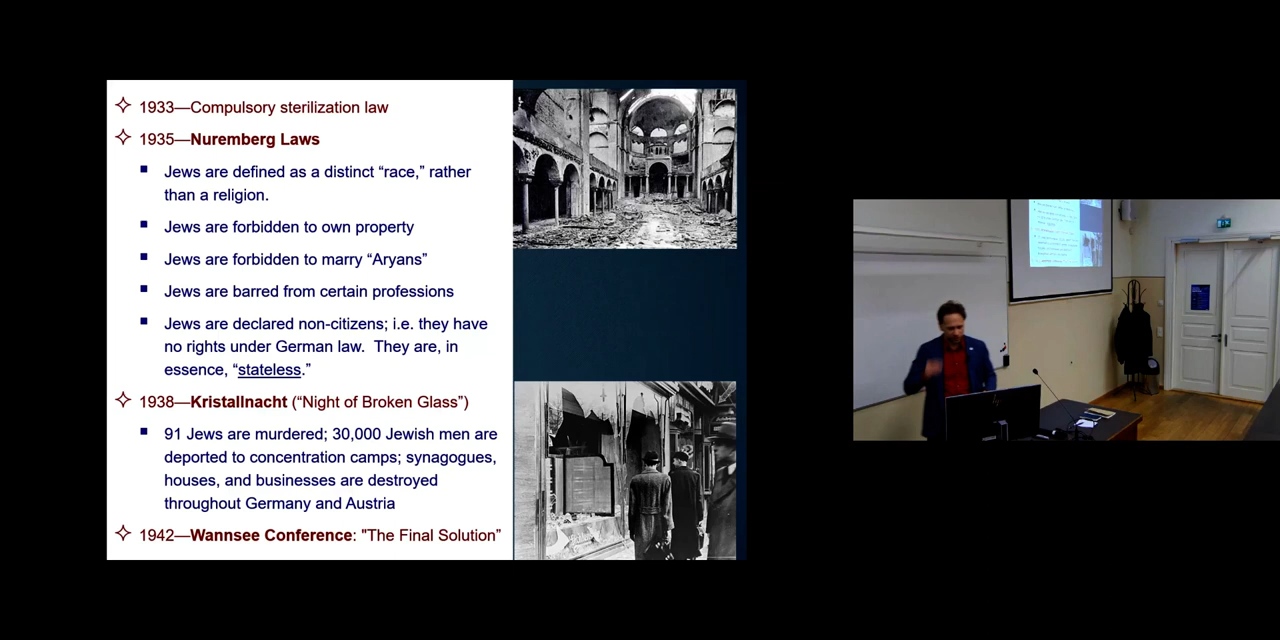 1933—Compulsory sterilization law
1935—Nuremberg Laws
Jews are defined as a distinct “race,” rather
than a religion.
Jews are forbidden to own property
Jews are forbidden to marry “Aryans”
Jews are barred from certain professions
Jews are declared non-citizens; i.e. they have
no rights under German law.  They are, in
essence, “stateless.”
1938—Kristallnacht (“Night of Broken Glass”)
91 Jews are murdered; 30,000 Jewish men are
deported to concentration camps; synagogues,
houses, and businesses are destroyed
throughout Germany and Austria
1942—Wannsee Conference: "The Final Solution”